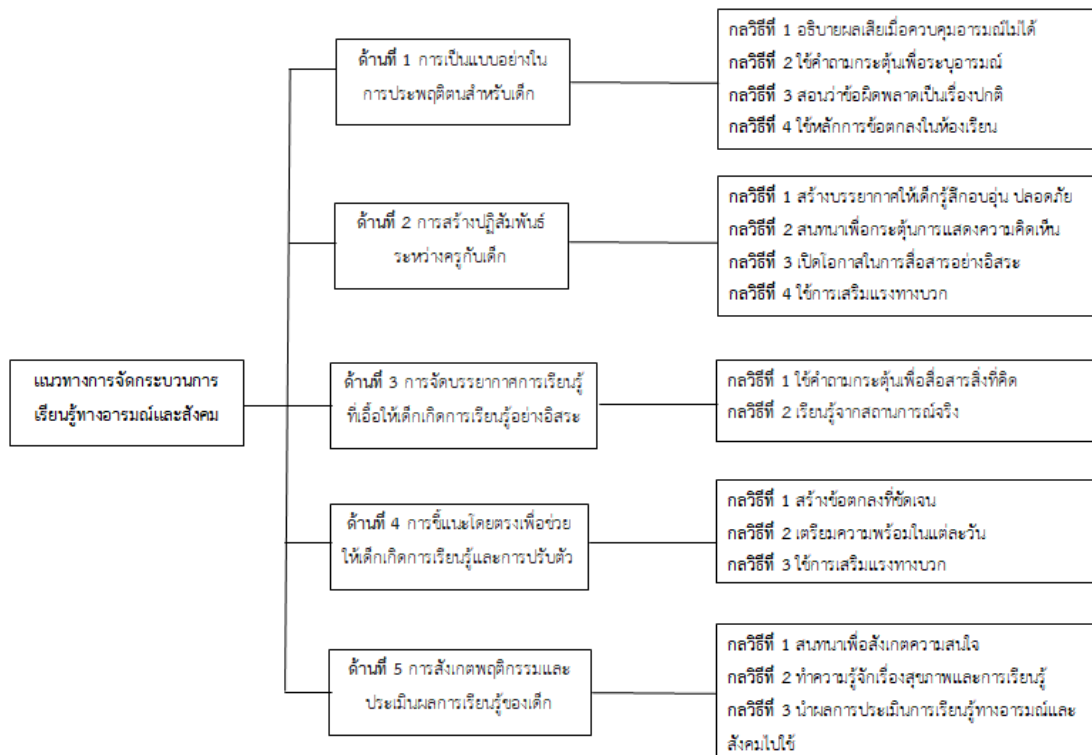 แนวทางการจัดกระบวนการ
เรียนรู้ทางอารมณ์และสังคม
ด้านที่ 1 การเป็นแบบอย่างใน
การประพฤติตนสำหรับเด็ก
กลวิธีที่ 1 อธิบายผลเสียเมื่อควบคุมอารมณ์ไม่ได้
กลวิธีที่ 2 ใช้คำถามกระตุ้นเพื่อระบุอารมณ์
กลวิธีที่ 3 สอนว่าข้อผิดพลาดเป็นเรื่องปกติ
กลวิธีที่ 4 ใช้หลักการข้อตกลงในห้องเรียน
ด้านที่ 2 การสร้างปฏิสัมพันธ์
ระหว่างครูกับเด็ก
กลวิธีที่ 1 สร้างบรรยากาศให้เด็กรู้สึกอบอุ่น ปลอดภัย
กลวิธีที่ 2 สนทนาเพื่อกระตุ้นการแสดงความคิดเห็น
กลวิธีที่ 3 เปิดโอกาสในการสื่อสารอย่างอิสระ
กลวิธีที่ 4 ใช้การเสริมแรงทางบวก
ด้านที่ 3 การจัดบรรยากาศการเรียนรู้
ที่เอื้อให้เด็กเกิดการเรียนรู้อย่างอิสระ
กลวิธีที่ 1 ใช้คำถามกระตุ้นเพื่อสื่อสารสิ่งที่คิด
กลวิธีที่ 2 เรียนรู้จากสถานการณ์จริง
ด้านที่ 4 การชี้แนะโดยตรงเพื่อช่วย
ให้เด็กเกิดการเรียนรู้และการปรับตัว
กลวิธีที่ 1 สร้างข้อตกลงที่ชัดเจน
กลวิธีที่ 2 เตรียมความพร้อมในแต่ละวัน
กลวิธีที่ 3 ใช้การเสริมแรงทางบวก
ด้านที่ 5 การสังเกตพฤติกรรมและ
ประเมินผลการเรียนรู้ของเด็ก
กลวิธีที่ 1 สนทนาเพื่อสังเกตความสนใจ
กลวิธีที่ 2 ทำความรู้จักเรื่องสุขภาพและการเรียนรู้
กลวิธีที่ 3 นำผลการประเมินการเรียนรู้ทางอารมณ์และ
สังคมไปใช้